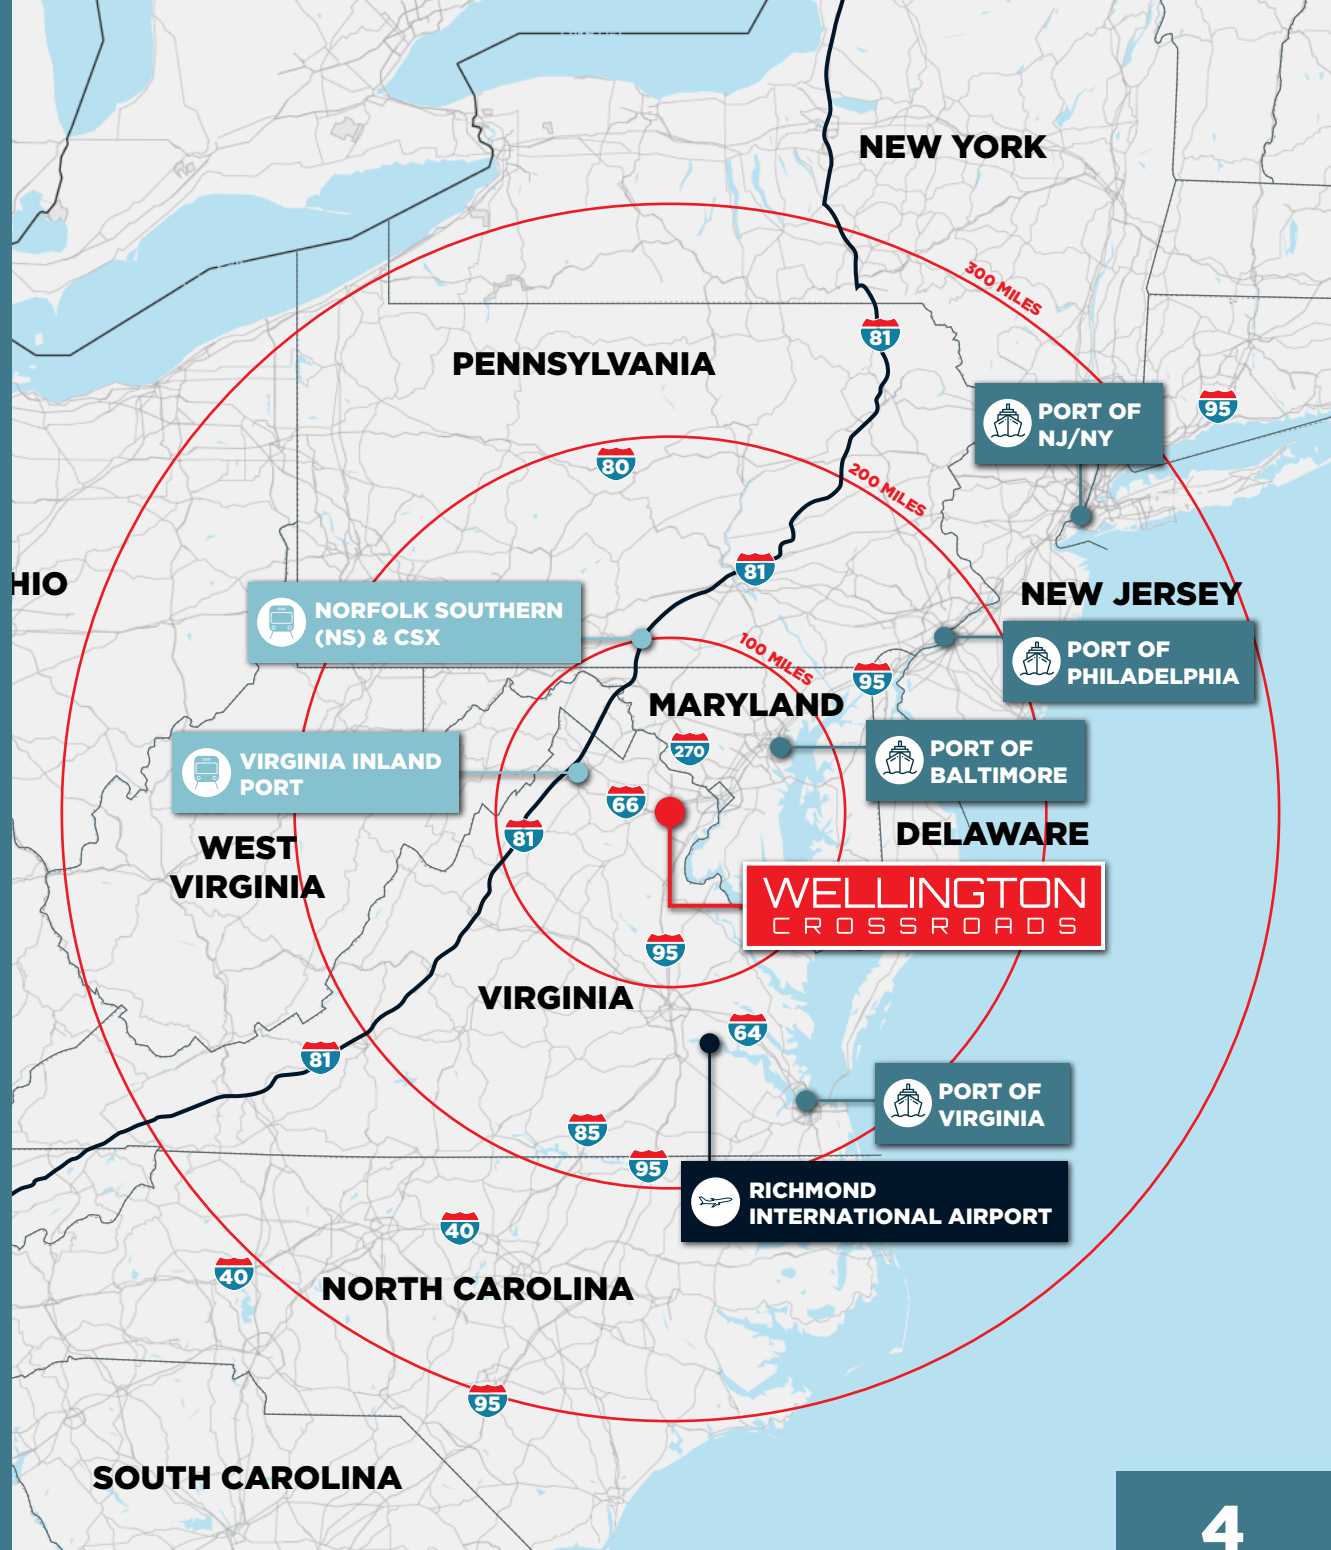 NEW YORK
300 MILES
81
PENNSYLVANIA
PORT OF
NJ/NY
95
80
200 MILES
81
HIO
NEW JERSEY
NORFOLK SOUTHERN
(NS) & CSX
100 MILES
PORT OF
PHILADELPHIA
95
MARYLAND
270
PORT OF
BALTIMORE
VIRGINIA INLAND
PORT
66
81
DELAWARE
WEST
VIRGINIA
WELLINGTON
CROSSROADS
95
VIRGINIA
64
81
PORT OF
VIRGINIA
85
95
RICHMOND
INTERNATIONAL AIRPORT
40
40
NORTH CAROLINA
95
SOUTH CAROLINA
4